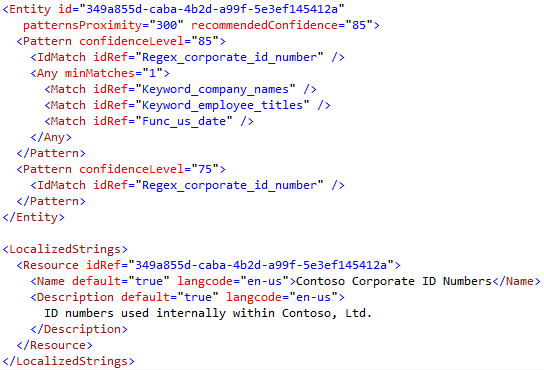 <Entity id="349a855d-caba-4b2d-a99f-5e3ef145412a"
patternsProximity="300" recommendedConfidence="85">
<Pattern confidenceLevel="85">
<IdMatch idRef="Regex_corporate_id_number" />
<Any minMatches="1">
<Match idRef="Keyword_company_names" />
<Match idRef="Keyword_employee_titles" />
<Match idRef="Func_us_date" />
</Any>
</Pattern>
<Pattern confidenceLevel="75">
<IdMatch idRef="Regex_corporate_id_number" />
</Pattern>
</Entity>
<LocalizedStrings>
<Resource idRef="349a855d-caba-4b2d-a99f-5e3ef145412a">
<Name default="true" langcode="en-us">Contoso Corporate ID Numbers</Name>
<Description default="true" langcode="en-us">
ID numbers used internally within Contoso, Ltd.
</Description>
</Resource>
</LocalizedStrings>